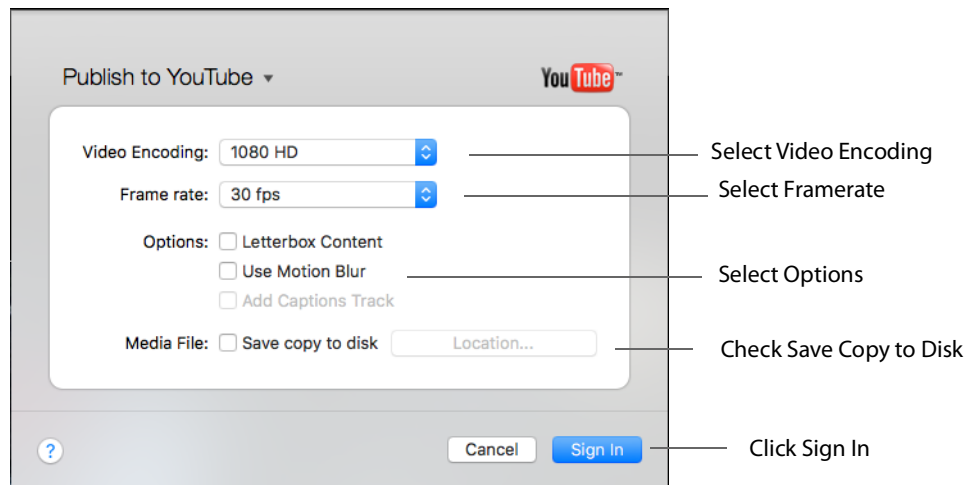 Publish to YouTube
YouTube™
Video Encoding: 1080 HD
Select Video Encoding
Frame rate: 30 fps
Select Framerate
Options: Letterbox Content
Use Motion Blur
Select Options
Add Captions Track
Media File: Save copy to disk Location...
Check Save Copy to Disk
? Cancel Sign In
Click Sign In